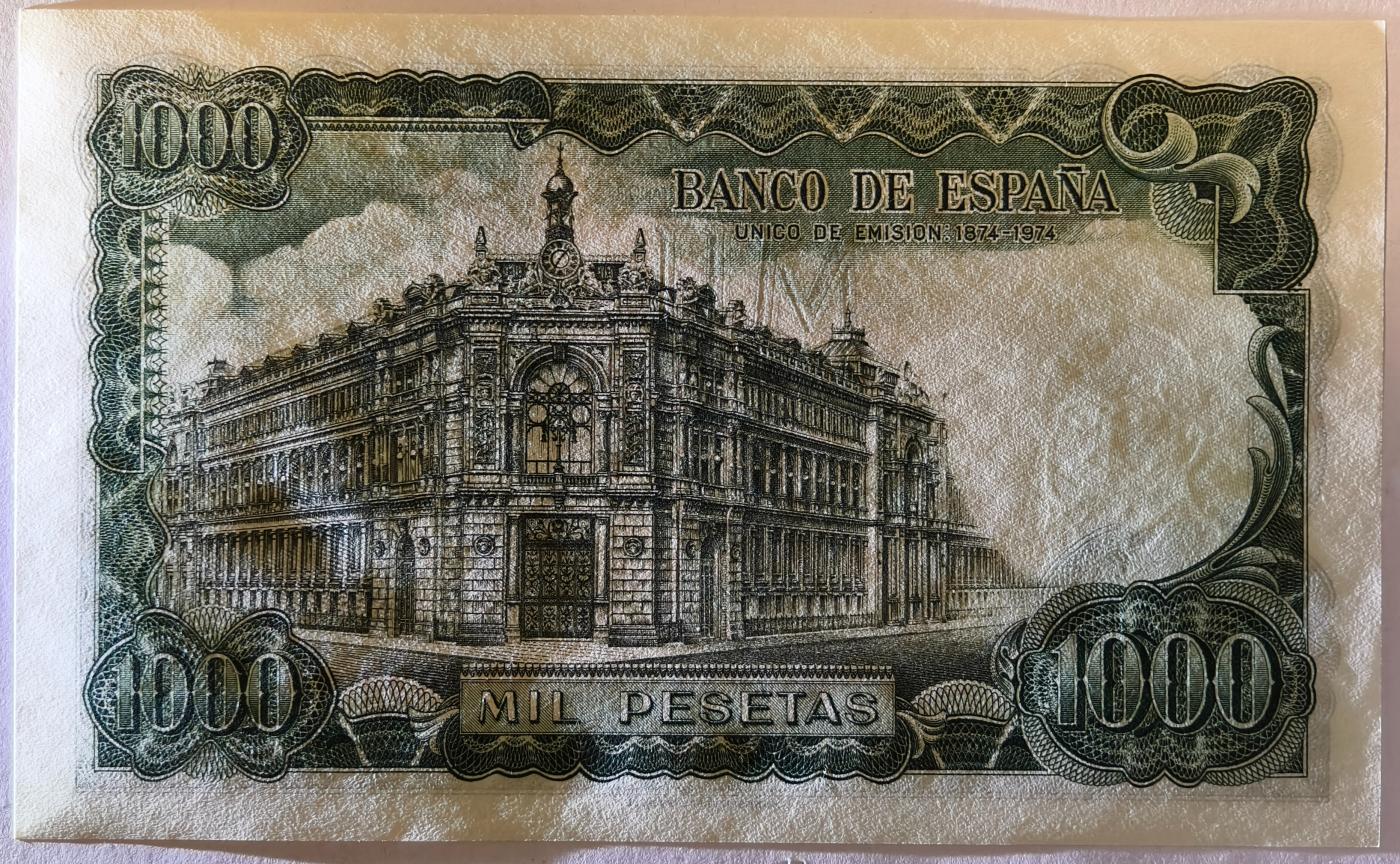 1000
BANCO DE ESPAÑA
UNICO DE EMISION: 1874-1974
1000
MIL PESETAS
1000